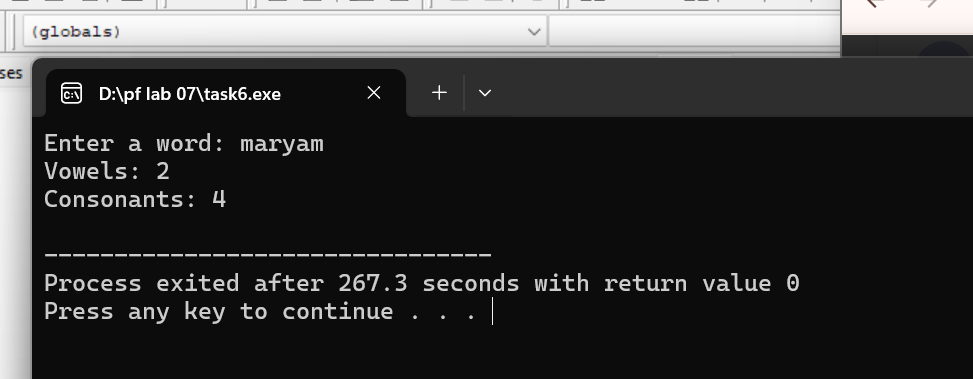 (globals)
ses
D:\pf lab 07\task6.exe
Enter a word: maryam
Vowels: 2
Consonants: 4
--------------------------------
Process exited after 267.3 seconds with return value 0
Press any key to continue . . .